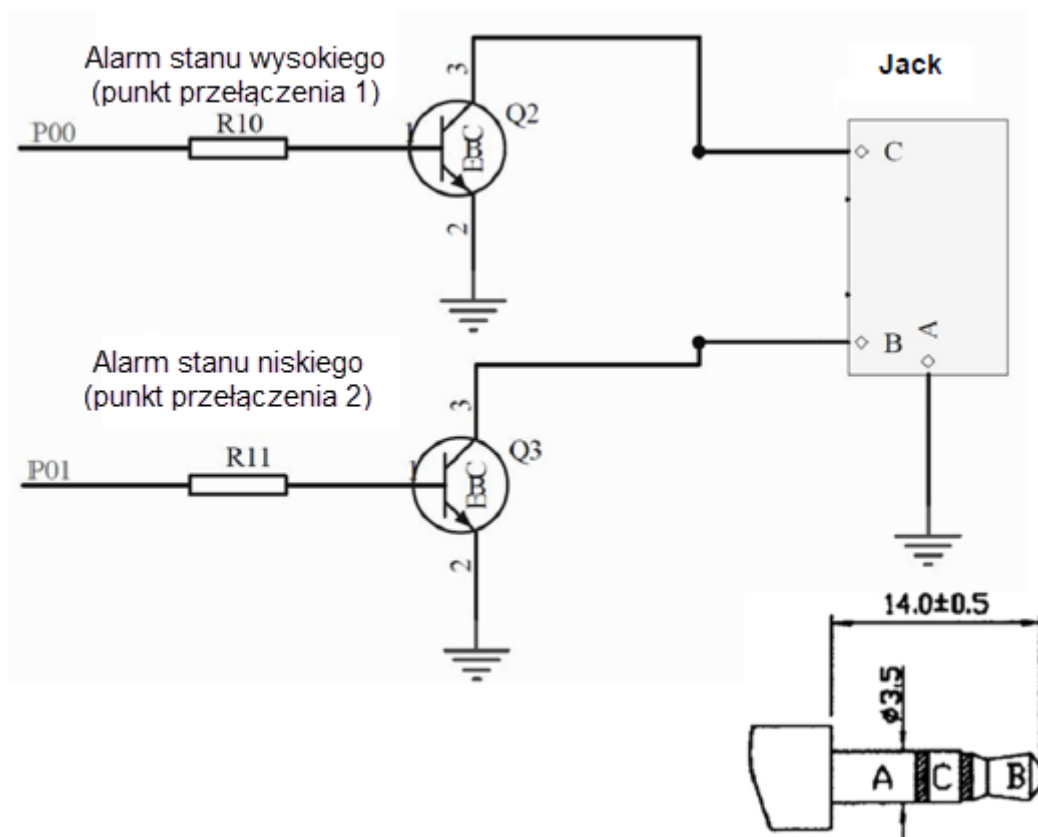 Alarm stanu wysokiego
(punkt przełączenia 1)
P00
R10
1
3
Q2
C
B
E
2
Jack
C
B
A
Alarm stanu niskiego
(punkt przełączenia 2)
P01
R11
1
3
Q3
C
B
E
2
14.0±0.5
ø3.5
A
C
B